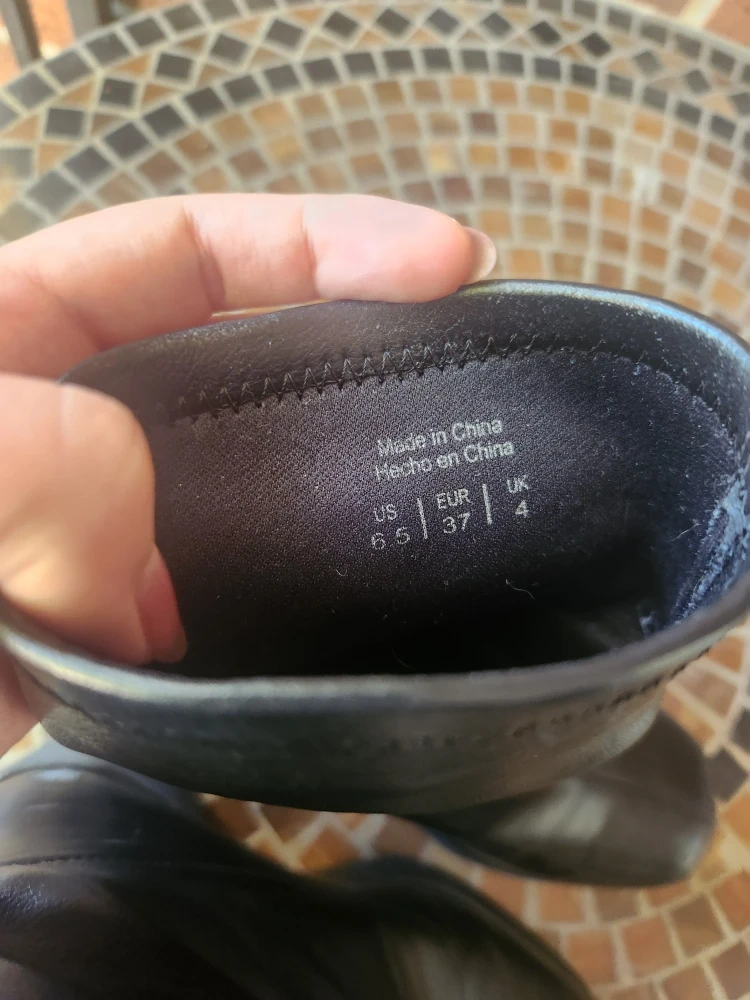 Made in China
Hecho en China
US | EUR | UK
6.5 | 37 | 4